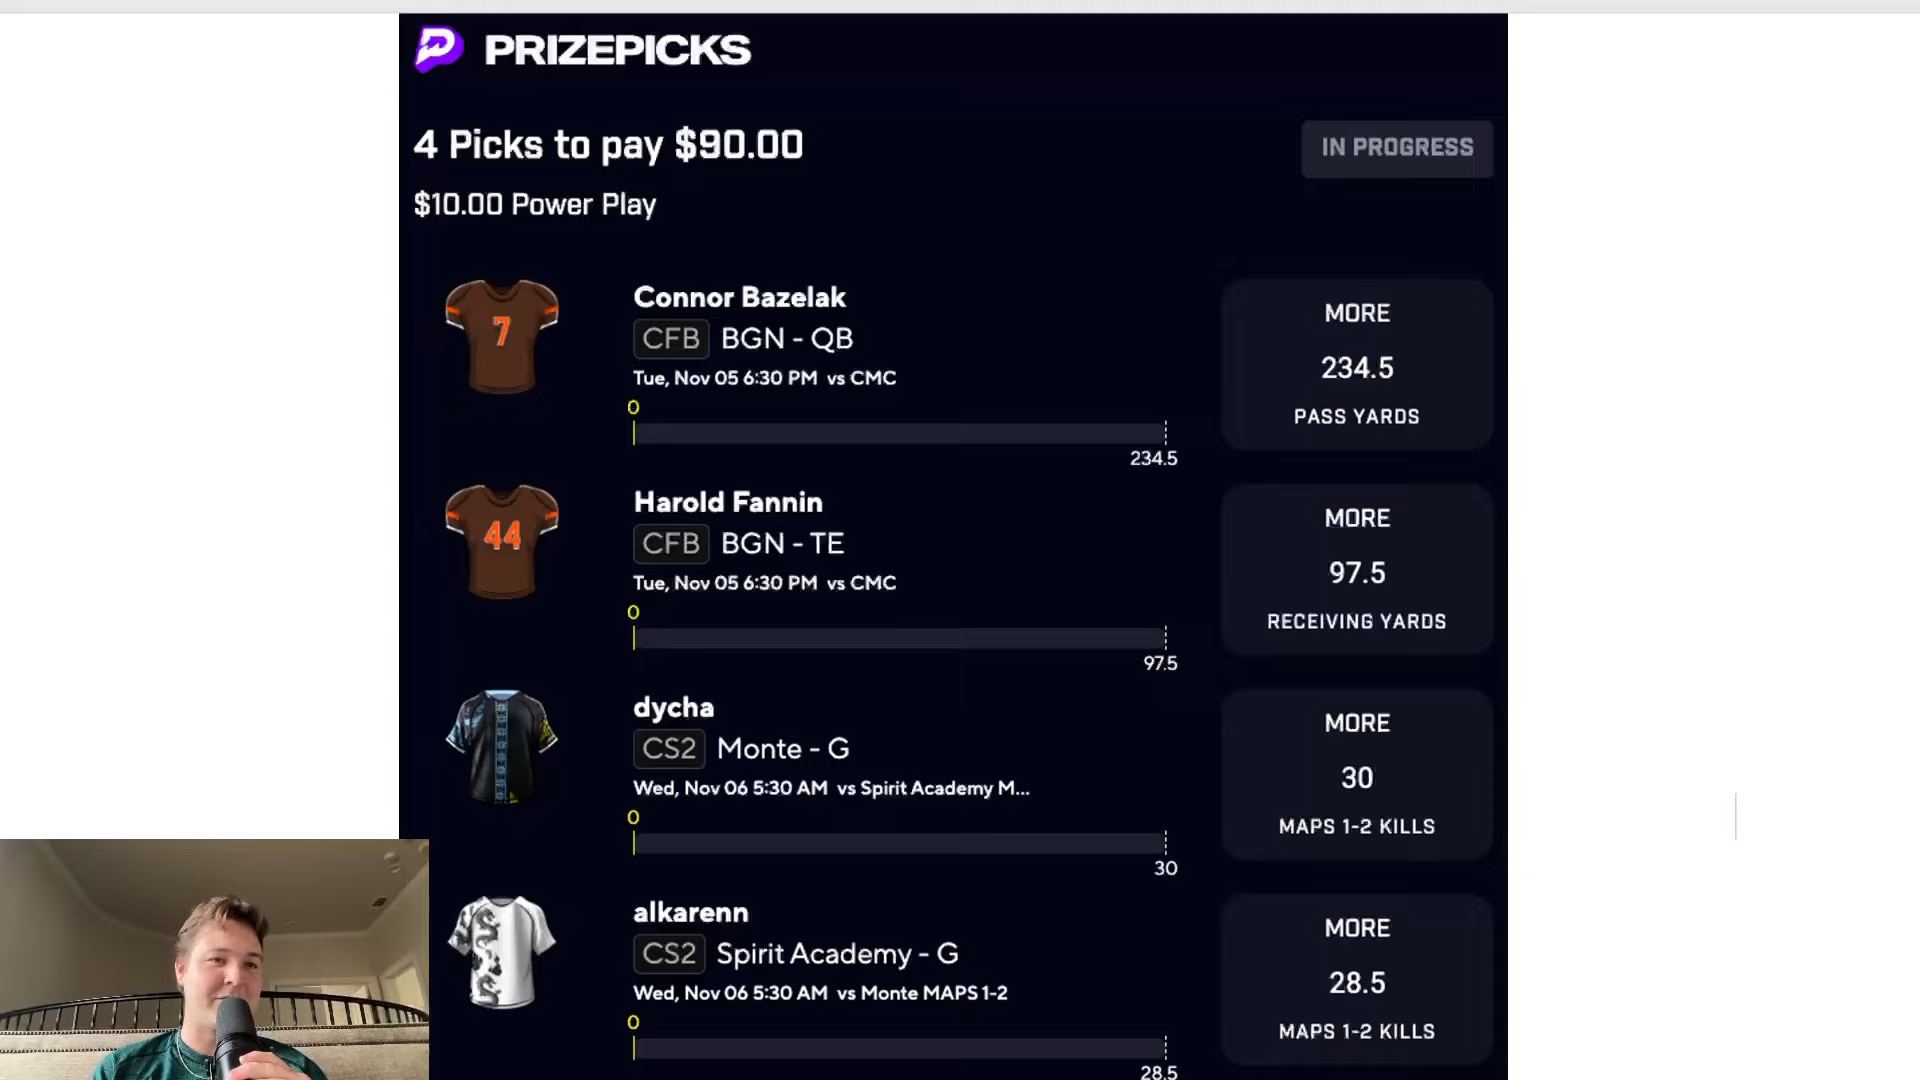 PRIZEPICKS
4 Picks to pay $90.00
IN PROGRESS
$10.00 Power Play
7
Connor Bazelak
CFB BGN - QB
Tue, Nov 05 6:30 PM vs CMC
0
234.5
MORE
234.5
PASS YARDS
44
Harold Fannin
CFB BGN - TE
Tue, Nov 05 6:30 PM vs CMC
0
97.5
MORE
97.5
RECEIVING YARDS
dycha
CS2 Monte - G
Wed, Nov 06 5:30 AM vs Spirit Academy M...
0
30
MORE
30
MAPS 1-2 KILLS
alkarenn
CS2 Spirit Academy - G
Wed, Nov 06 5:30 AM vs Monte MAPS 1-2
0
28.5
MORE
28.5
MAPS 1-2 KILLS